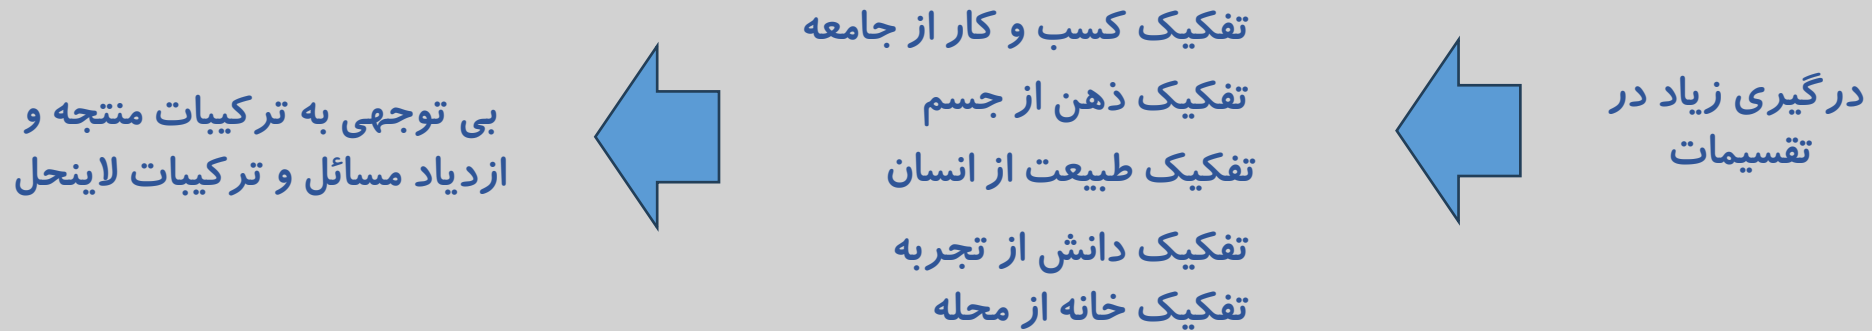 درگیری زیاد در
تقسیمات
تفکیک کسب و کار از جامعه
تفکیک ذهن از جسم
تفکیک طبیعت از انسان
تفکیک دانش از تجربه
تفکیک خانه از محله
بی توجهی به ترکیبات منتجه و
ازدیاد مسائل و ترکیبات لاینحل